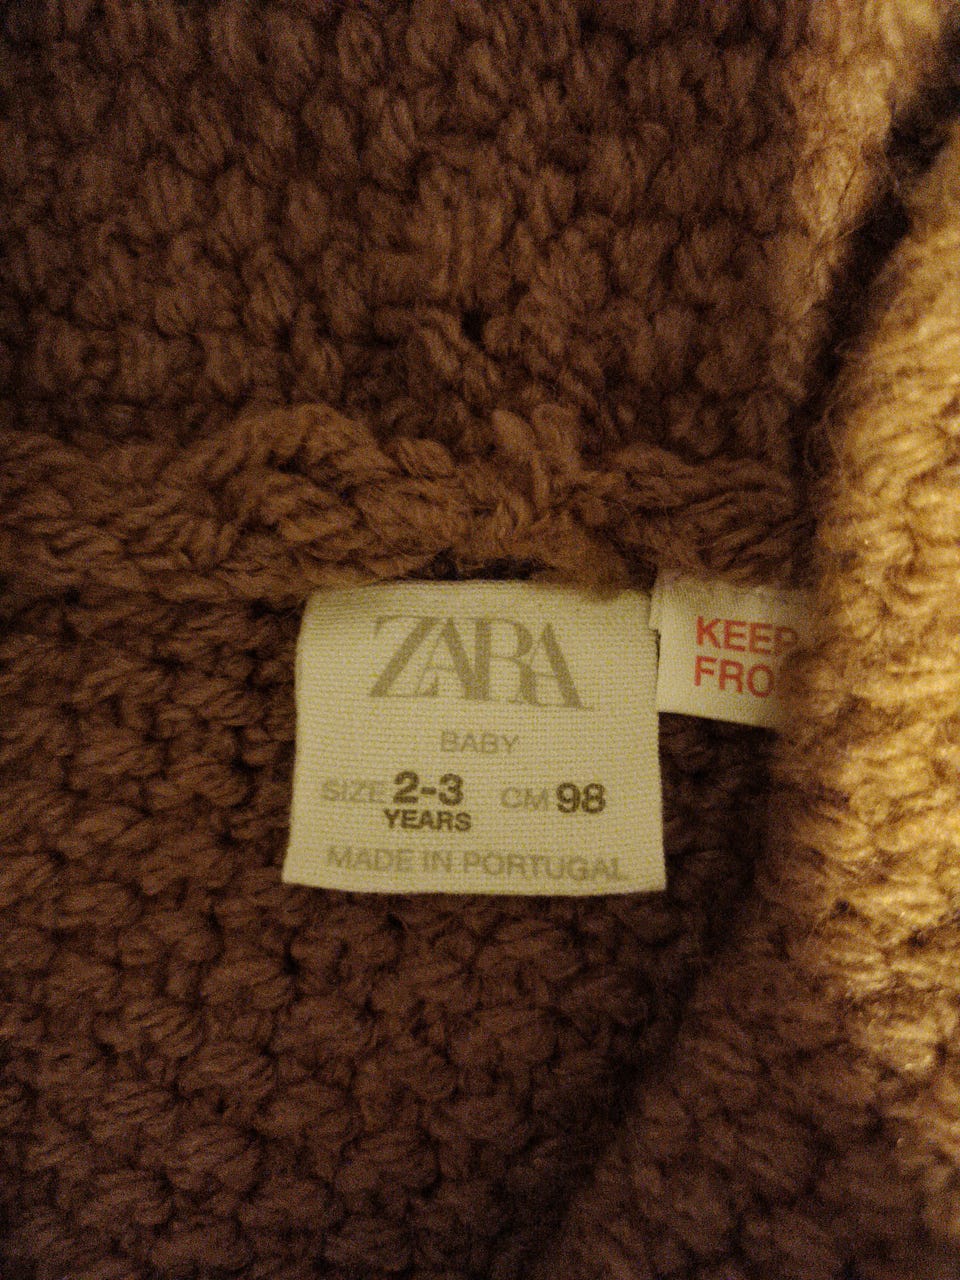 ZARA
BABY
SIZE 2-3 CM 98
YEARS
MADE IN PORTUGAL
KEEP
FRO